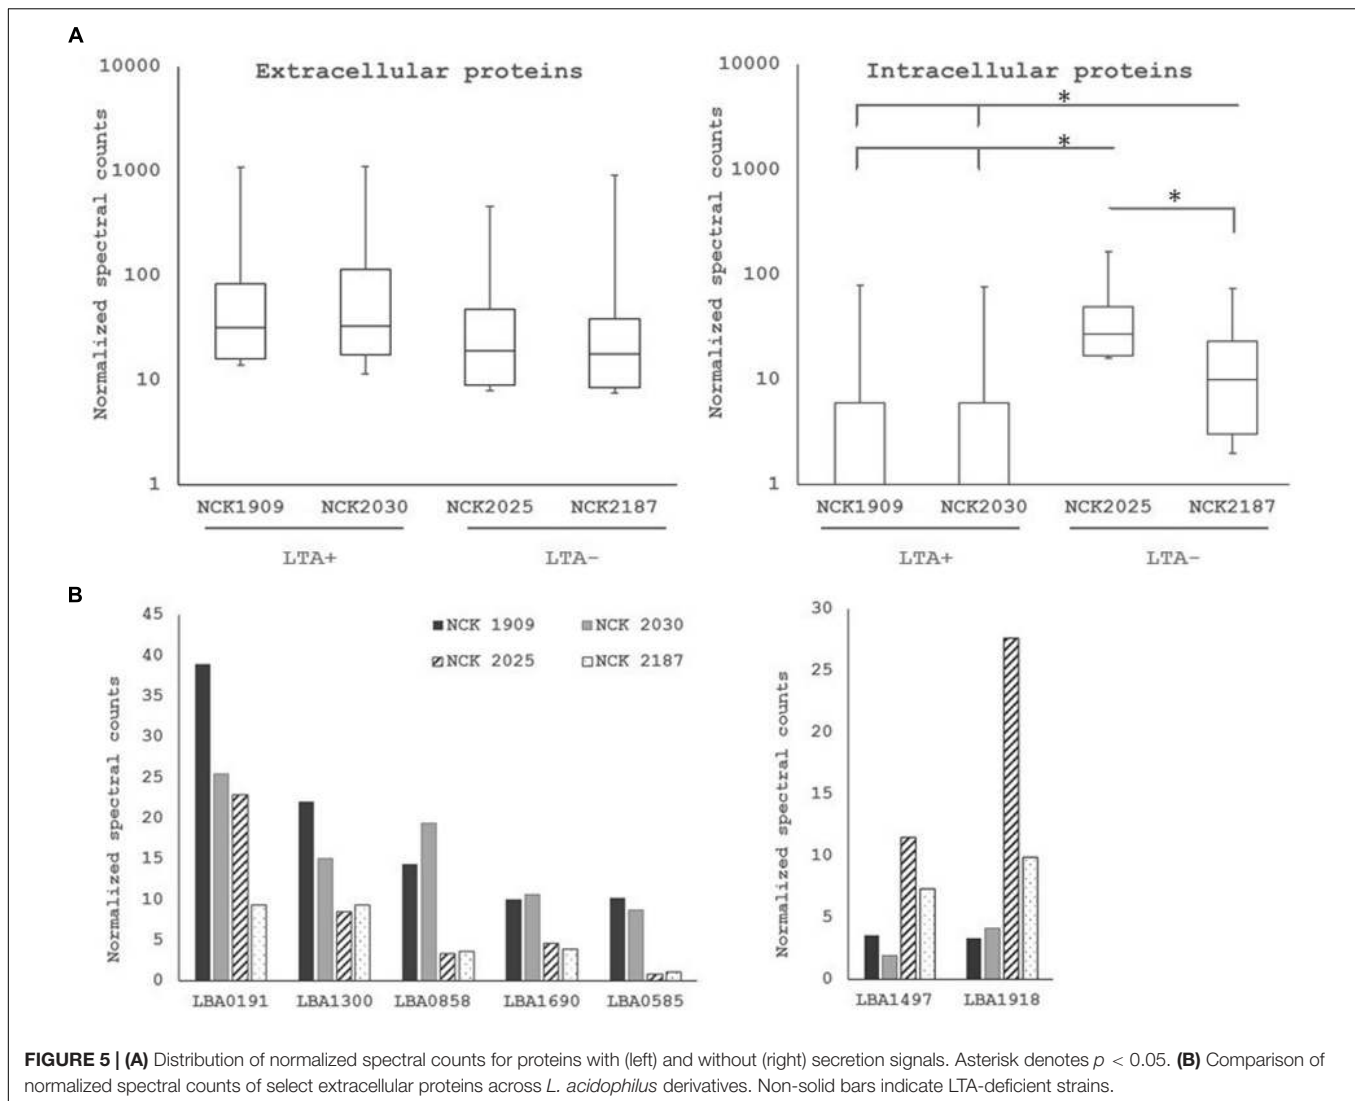 A
Extracellular proteins
Normalized spectral counts
10000
1000
100
10
1
NCK1909 NCK2030 NCK2025 NCK2187
LTA+ LTA-
Intracellular proteins
Normalized spectral counts
10000
1000
100
10
1
*
*
*
NCK1909 NCK2030 NCK2025 NCK2187
LTA+ LTA-
B
Normalized spectral counts
45
40
35
30
25
20
15
10
5
0
NCK 1909 NCK 2030
NCK 2025 NCK 2187
LBA0191 LBA1300 LBA0858 LBA1690 LBA0585
Normalized spectral counts
30
25
20
15
10
5
0
LBA1497 LBA1918
FIGURE 5 | (A) Distribution of normalized spectral counts for proteins with (left) and without (right) secretion signals. Asterisk denotes p < 0.05. (B) Comparison of
normalized spectral counts of select extracellular proteins across L. acidophilus derivatives. Non-solid bars indicate LTA-deficient strains.